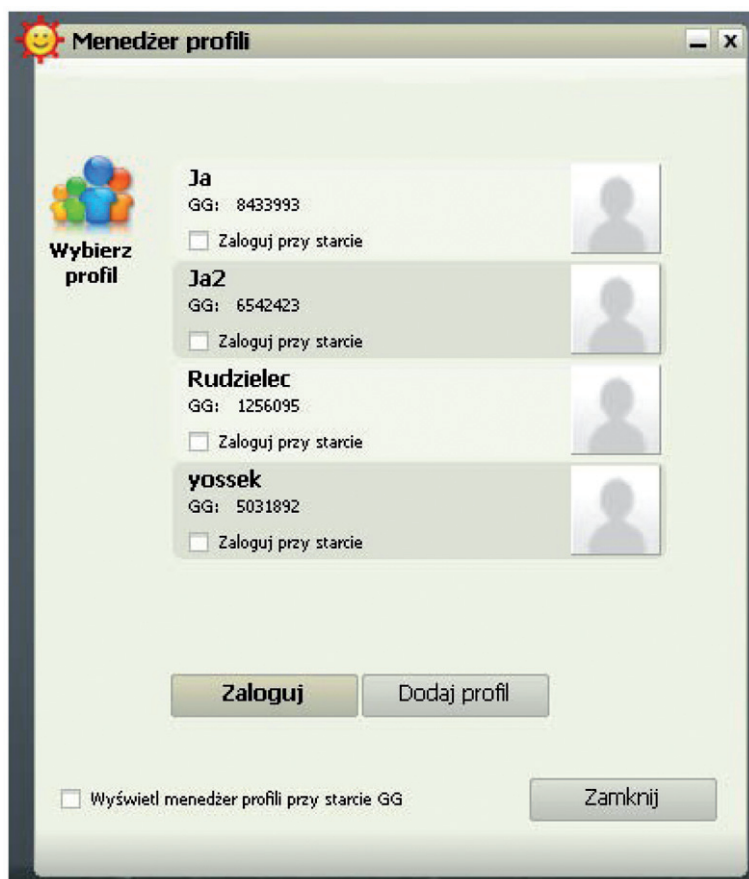 Menedżer profili
Wybierz
profil
Ja
GG: 8433993
Zaloguj przy starcie
Ja2
GG: 6542423
Zaloguj przy starcie
Rudzielec
GG: 1256095
Zaloguj przy starcie
yossek
GG: 5031892
Zaloguj przy starcie
Zaloguj
Dodaj profil
Wyświetl menedżer profili przy starcie GG
Zamknij